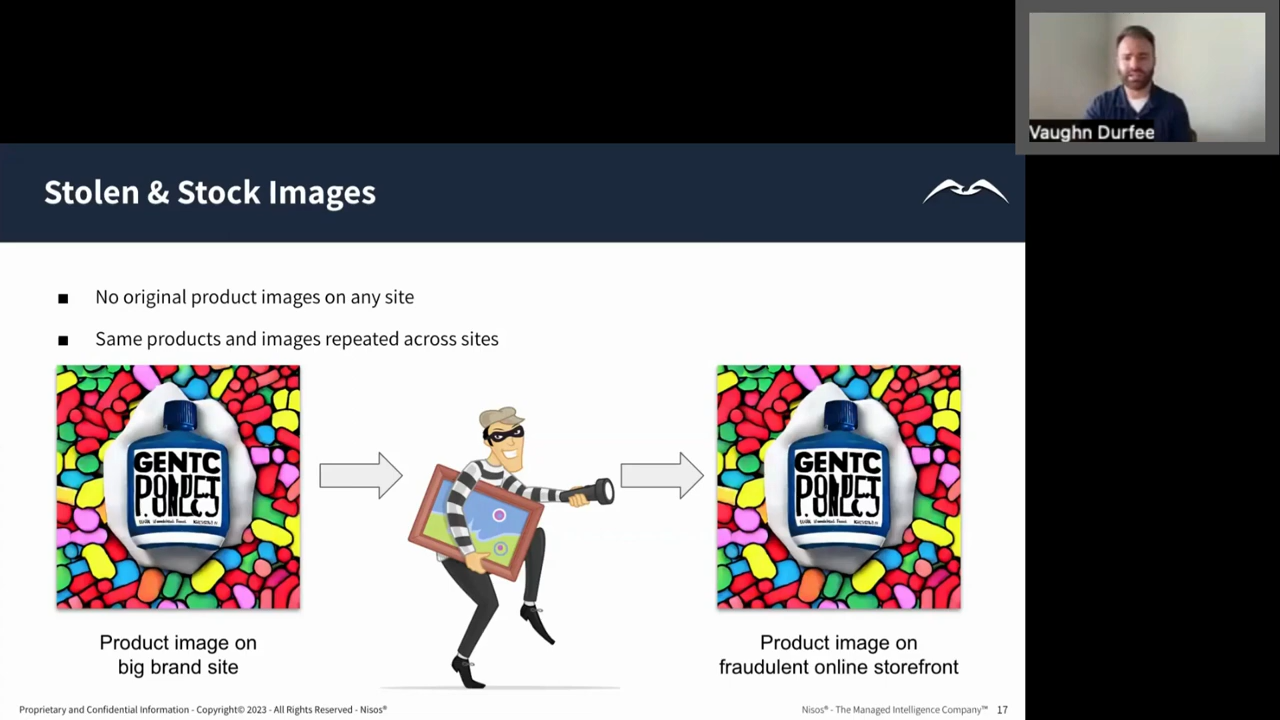 Vaughn Durfee
Stolen & Stock Images
■ No original product images on any site
■ Same products and images repeated across sites
GENTC
GENTC
Product image on
big brand site
Product image on
fraudulent online storefront
Proprietary and Confidential Information - Copyright© 2023 - All Rights Reserved - Nisos®
Nisos® - The Managed Intelligence Company™ 17